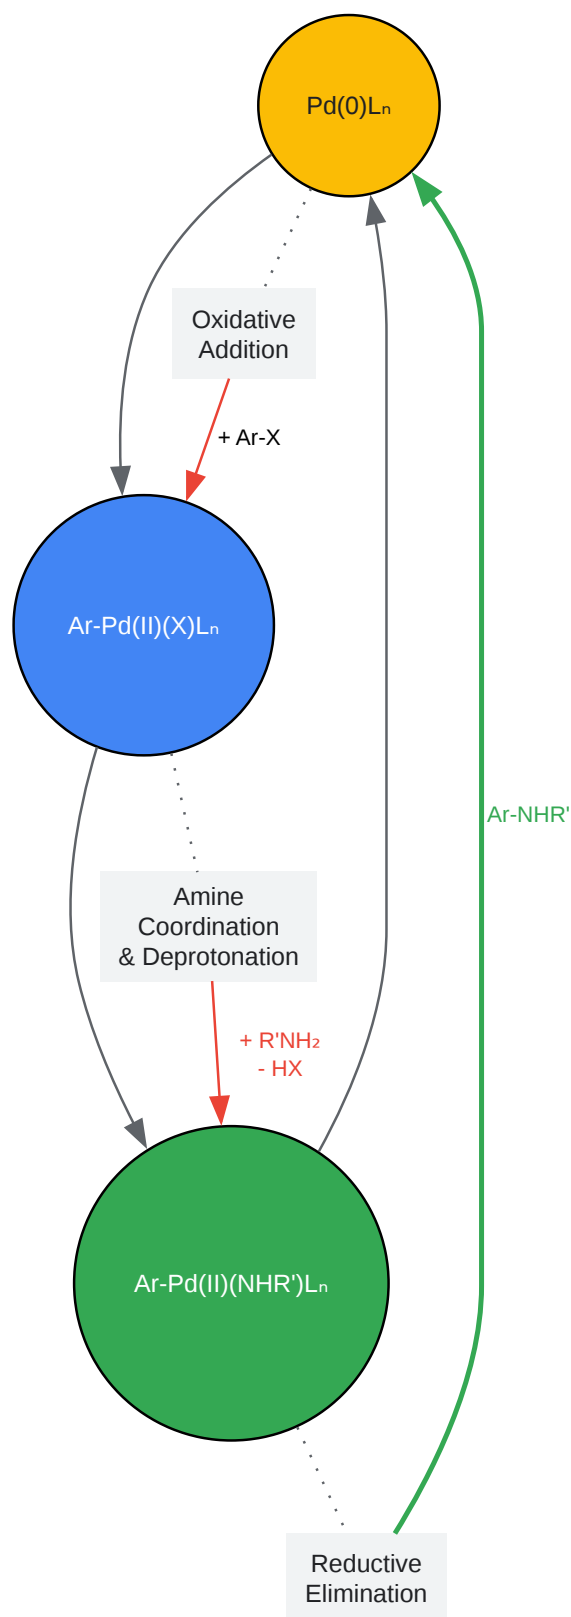 Pd(0)Lₙ
Oxidative
Addition
+ Ar-X
Ar-Pd(II)(X)Lₙ
Ar-NHR'
Amine
Coordination
& Deprotonation
+ R'NH₂
- HX
Ar-Pd(II)(NHR')Lₙ
Reductive
Elimination